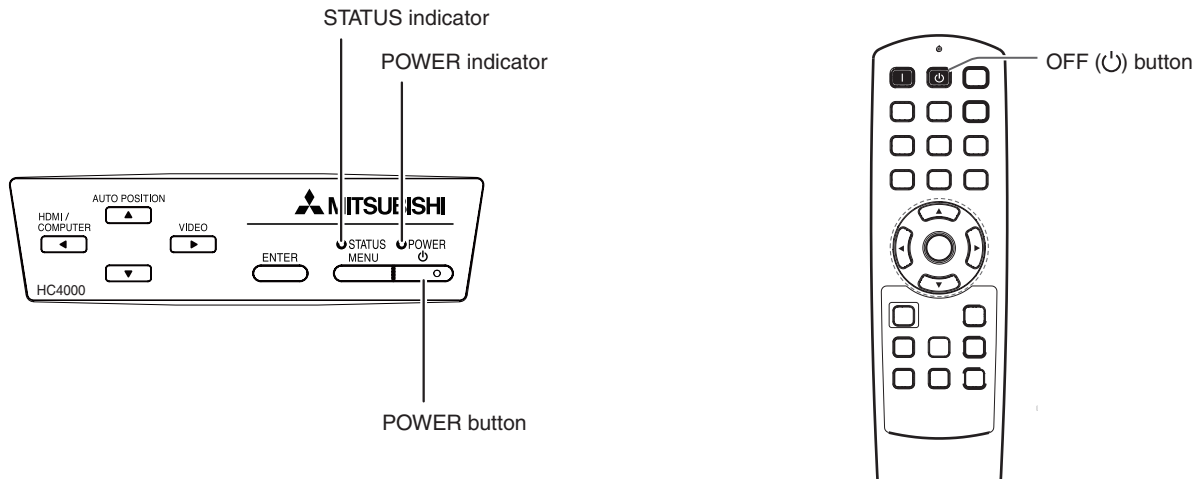 STATUS indicator
POWER indicator
OFF (⏻) button
AUTO POSITION
MITSUBISHI
HDMI /
COMPUTER
VIDEO
STATUS
POWER
ENTER
MENU
HC4000
POWER button